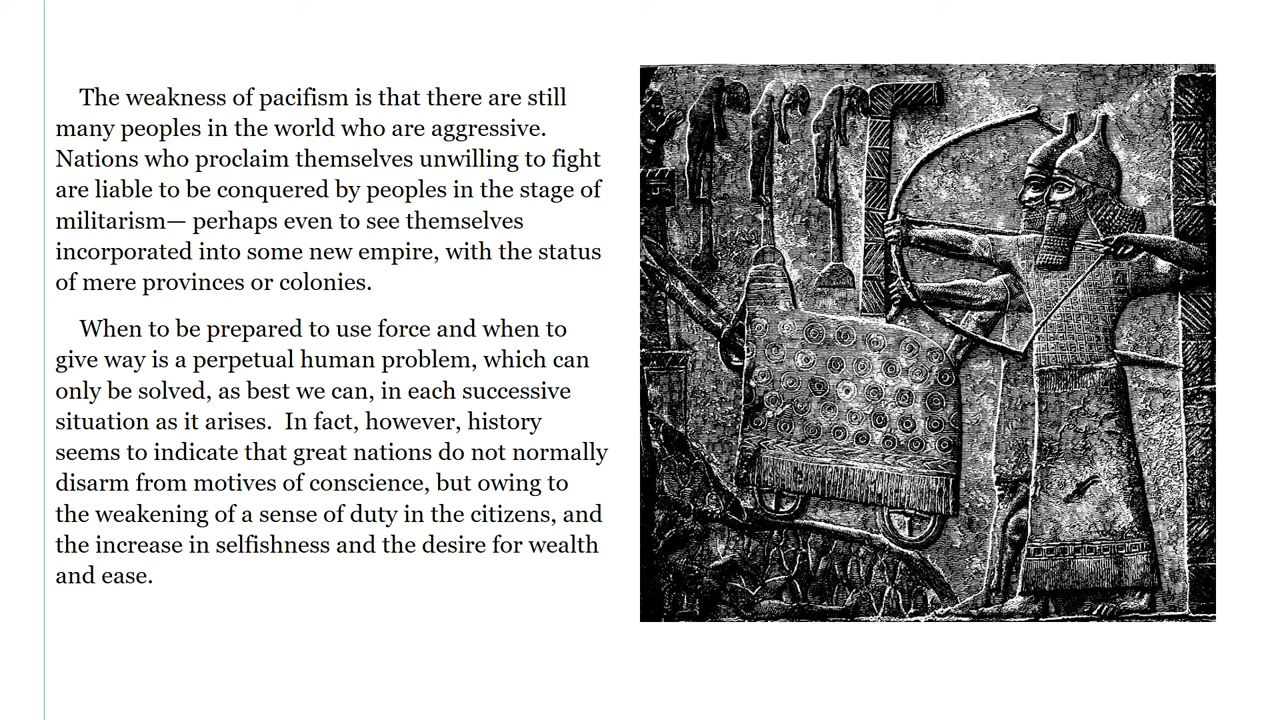 The weakness of pacifism is that there are still
many peoples in the world who are aggressive.
Nations who proclaim themselves unwilling to fight
are liable to be conquered by peoples in the stage of
militarism— perhaps even to see themselves
incorporated into some new empire, with the status
of mere provinces or colonies.
When to be prepared to use force and when to
give way is a perpetual human problem, which can
only be solved, as best we can, in each successive
situation as it arises.  In fact, however, history
seems to indicate that great nations do not normally
disarm from motives of conscience, but owing to
the weakening of a sense of duty in the citizens, and
the increase in selfishness and the desire for wealth
and ease.